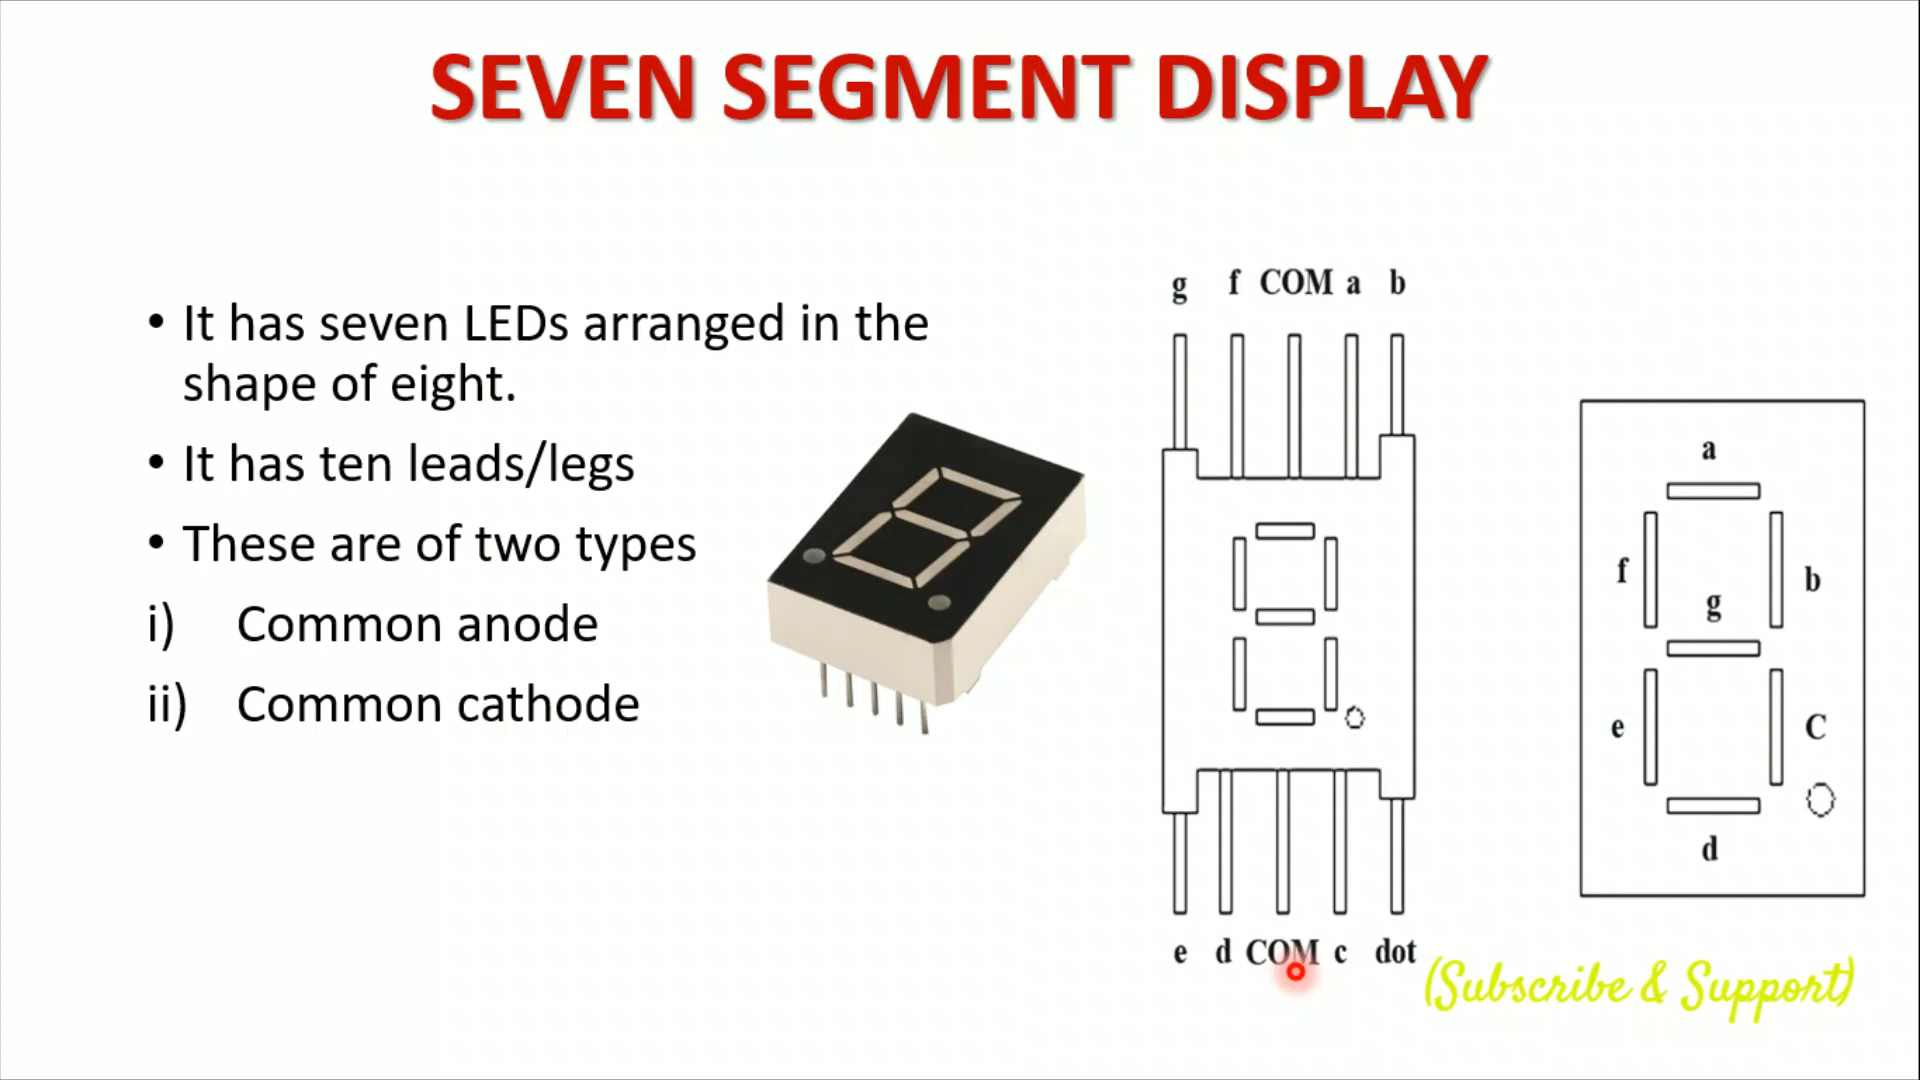 SEVEN SEGMENT DISPLAY
• It has seven LEDs arranged in the
shape of eight.
• It has ten leads/legs
• These are of two types
i) Common anode
ii) Common cathode
g f COM a b
e d COM c dot
a
f b
g
e C
d
(Subscribe & Support)